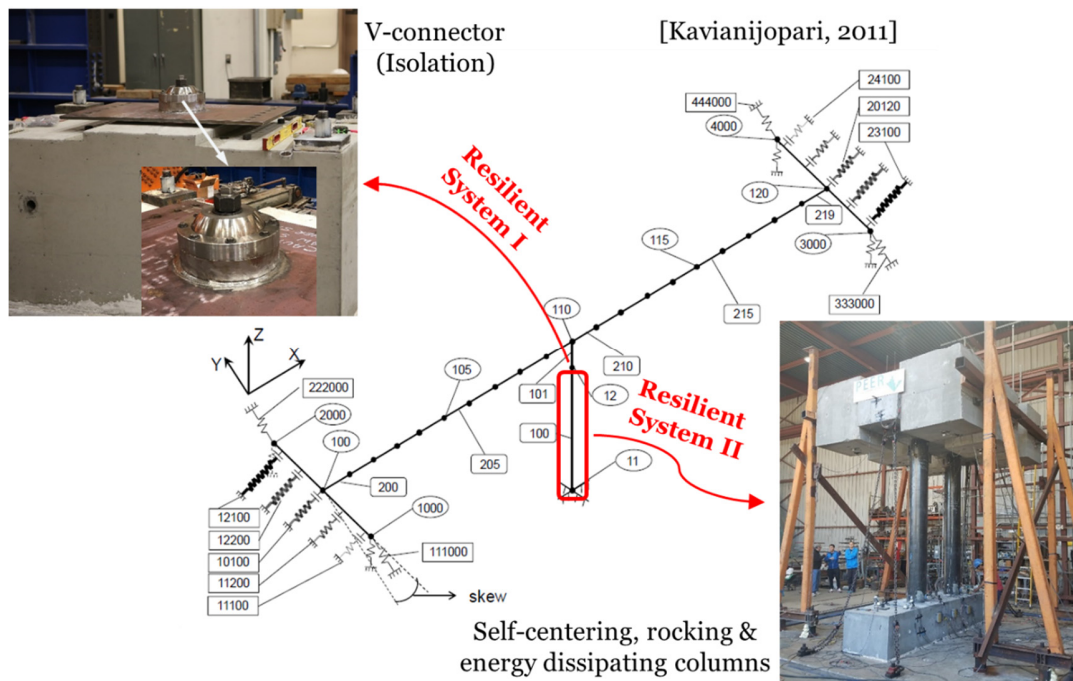 V-connector
(Isolation)
[Kavianijopari, 2011]
24100
444000
20120
4000
23100
Resilient
System I
120
219
3000
115
333000
215
110
Z
Y
X
210
105
101
12
222000
Resilient
System II
PEER
2000
100
100
205
11
200
12100
1000
12200
10100
111000
11200
11100
skew
Self-centering, rocking &
energy dissipating columns